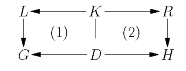 L K R
(1) (2)
G D H